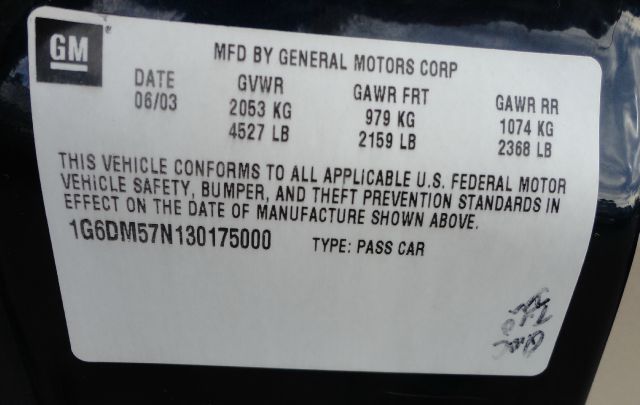 GM
MFD BY GENERAL MOTORS CORP
DATE GVWR GAWR FRT GAWR RR
06/03 2053 KG 979 KG 1074 KG
4527 LB 2159 LB 2368 LB
THIS VEHICLE CONFORMS TO ALL APPLICABLE U.S. FEDERAL MOTOR
VEHICLE SAFETY, BUMPER, AND THEFT PREVENTION STANDARDS IN
EFFECT ON THE DATE OF MANUFACTURE SHOWN ABOVE.
1G6DM57N130175000 TYPE: PASS CAR